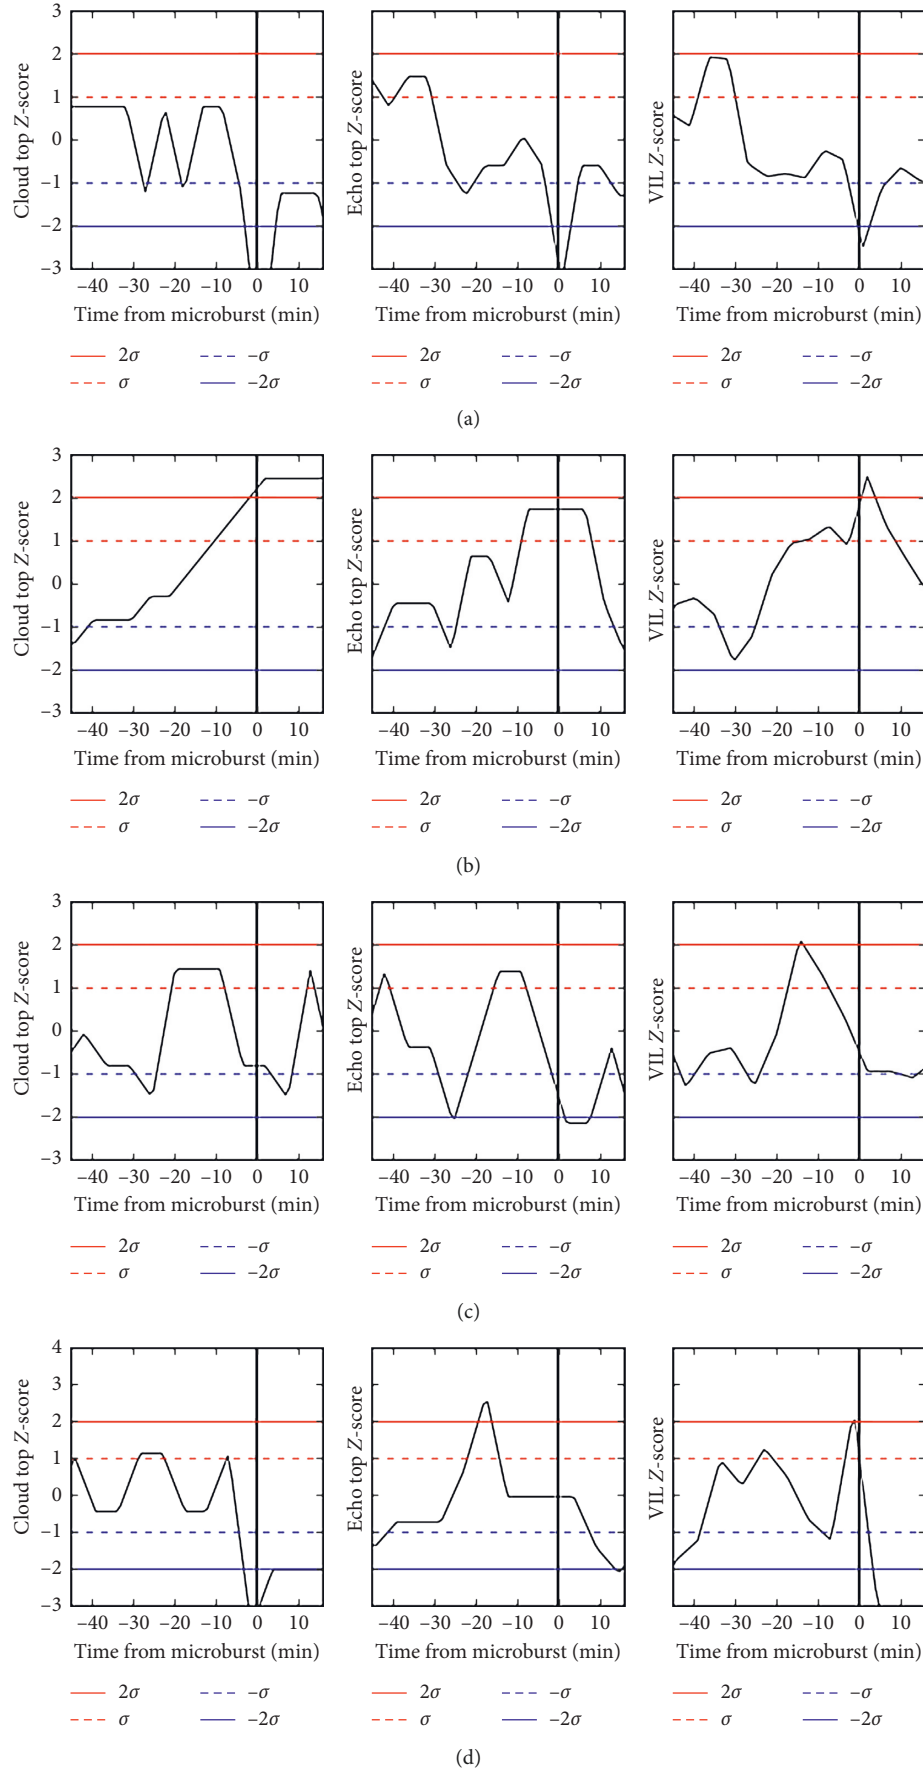 Cloud top Z-score
3
2
1
0
−1
−2
−3
−40 −30 −20 −10 0 10
Time from microburst (min)
Echo top Z-score
−40 −30 −20 −10 0 10
Time from microburst (min)
VIL Z-score
−40 −30 −20 −10 0 10
Time from microburst (min)
2σ −σ 2σ −σ 2σ −σ
σ −2σ σ −2σ σ −2σ
(a)
Cloud top Z-score
3
2
1
0
−1
−2
−3
−40 −30 −20 −10 0 10
Time from microburst (min)
Echo top Z-score
−40 −30 −20 −10 0 10
Time from microburst (min)
VIL Z-score
−40 −30 −20 −10 0 10
Time from microburst (min)
2σ −σ 2σ −σ 2σ −σ
σ −2σ σ −2σ σ −2σ
(b)
Cloud top Z-score
3
2
1
0
−1
−2
−3
−40 −30 −20 −10 0 10
Time from microburst (min)
Echo top Z-score
−40 −30 −20 −10 0 10
Time from microburst (min)
VIL Z-score
−40 −30 −20 −10 0 10
Time from microburst (min)
2σ −σ 2σ −σ 2σ −σ
σ −2σ σ −2σ σ −2σ
(c)
Cloud top Z-score
4
3
2
1
0
−1
−2
−3
−40 −30 −20 −10 0 10
Time from microburst (min)
Echo top Z-score
−40 −30 −20 −10 0 10
Time from microburst (min)
VIL Z-score
−40 −30 −20 −10 0 10
Time from microburst (min)
2σ −σ 2σ −σ 2σ −σ
σ −2σ σ −2σ σ −2σ
(d)